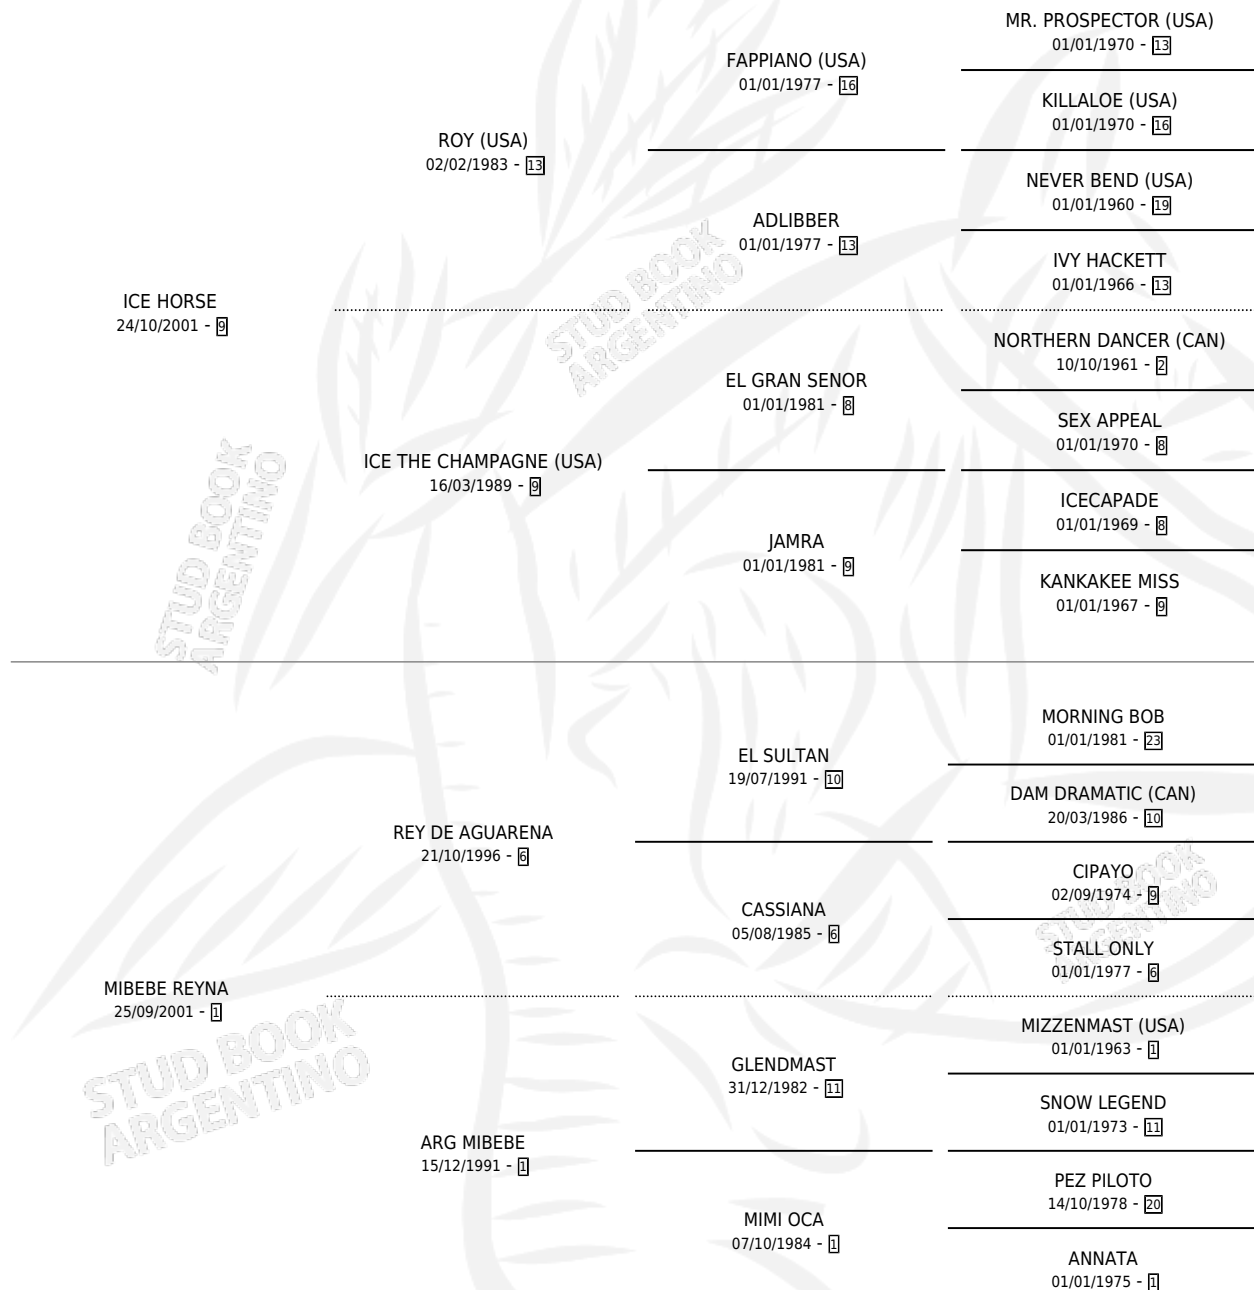 MR. PROSPECTOR (USA)
01/01/1970 - 13
FAPPIANO (USA)
01/01/1977 - 16
KILLALOE (USA)
01/01/1970 - 16
ROY (USA)
02/02/1983 - 13
NEVER BEND (USA)
01/01/1960 - 19
ADLIBBER
01/01/1977 - 13
IVY HACKETT
01/01/1966 - 13
ICE HORSE
24/10/2001 - 9
NORTHERN DANCER (CAN)
10/10/1961 - 2
EL GRAN SENOR
01/01/1981 - 8
SEX APPEAL
01/01/1970 - 8
ICE THE CHAMPAGNE (USA)
16/03/1989 - 9
ICECAPADE
01/01/1969 - 8
JAMRA
01/01/1981 - 9
KANKAKEE MISS
01/01/1967 - 9
STUD BOOK
ARGENTINO
STUD BOOK
ARGENTINO
MORNING BOB
01/01/1981 - 23
EL SULTAN
19/07/1991 - 10
DAM DRAMATIC (CAN)
20/03/1986 - 10
REY DE AGUARENA
21/10/1996 - 6
CIPAYO
02/09/1974 - 9
CASSIANA
05/08/1985 - 6
STALL ONLY
01/01/1977 - 6
STUD BOOK
ARGENTINO
MIBEBE REYNA
25/09/2001 - 1
MIZZENMAST (USA)
01/01/1963 - 1
GLENDMAST
31/12/1982 - 11
SNOW LEGEND
01/01/1973 - 11
STUD BOOK
ARGENTINO
ARG MIBEBE
15/12/1991 - 1
PEZ PILOTO
14/10/1978 - 20
MIMI OCA
07/10/1984 - 1
ANNATA
01/01/1975 - 1